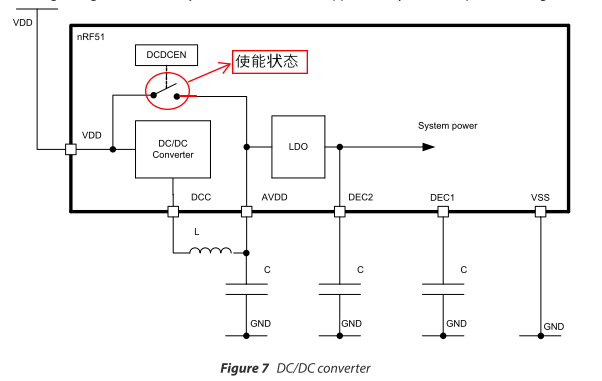 VDD
nRF51
DCDCEN
使能状态
VDD
DC/DC
Converter
LDO
System power
DCC
AVDD
DEC2
DEC1
VSS
L
C
C
C
GND
GND
GND
GND
Figure 7 DC/DC converter